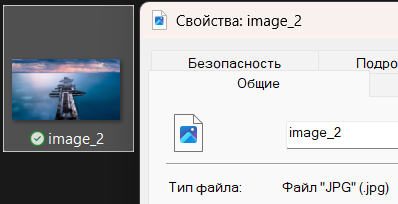 Свойства: image_2
Безопасность
Общие
image_2
image_2
Тип файла: Файл "JPG" (.jpg)